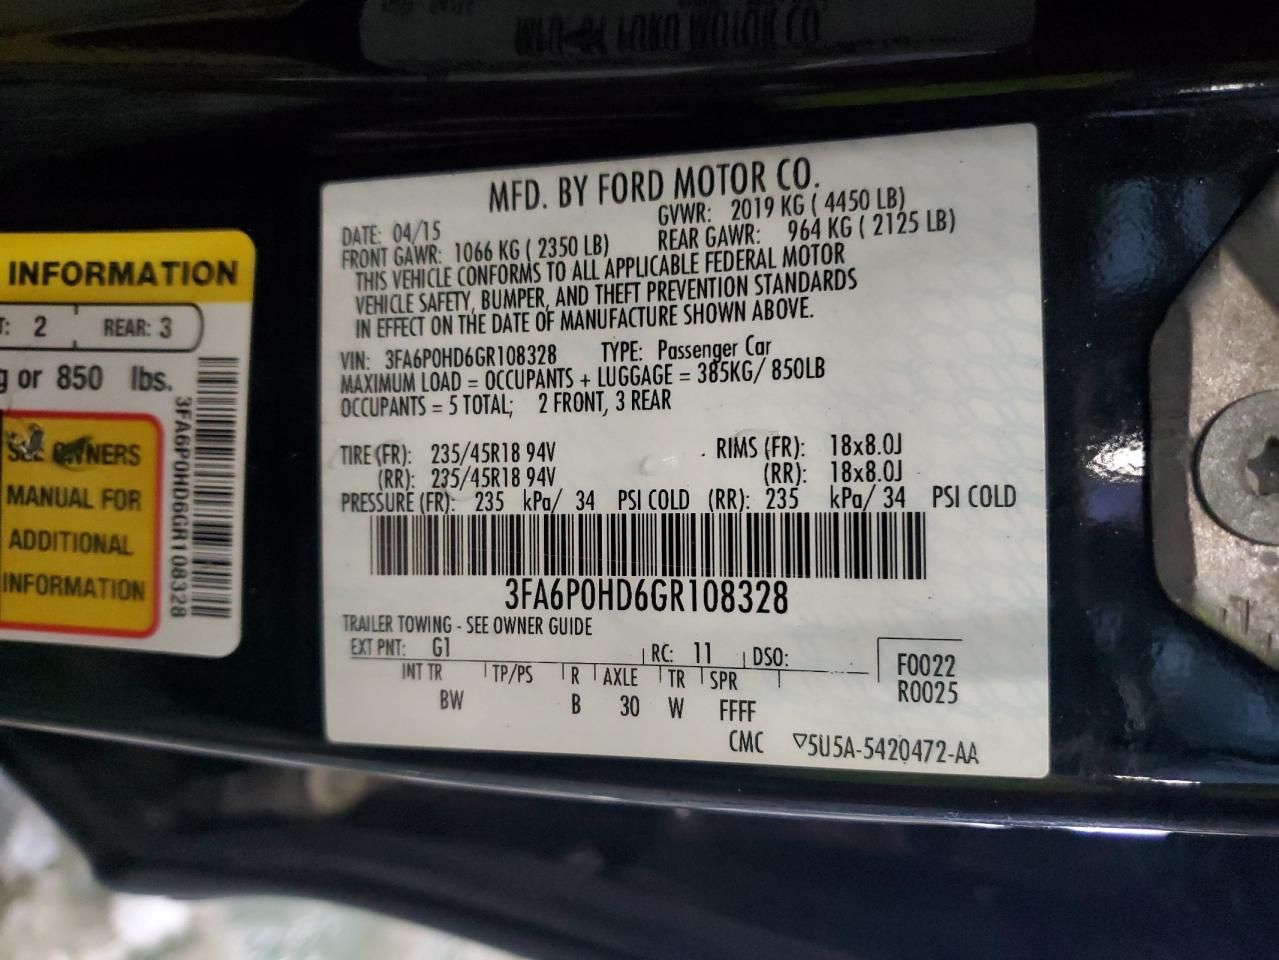 MFD. BY FORD MOTOR CO.
DATE: 04/15 GVWR: 2019 KG ( 4450 LB)
FRONT GAWR: 1066 KG ( 2350 LB) REAR GAWR: 964 KG ( 2125 LB)
THIS VEHICLE CONFORMS TO ALL APPLICABLE FEDERAL MOTOR
VEHICLE SAFETY, BUMPER, AND THEFT PREVENTION STANDARDS
IN EFFECT ON THE DATE OF MANUFACTURE SHOWN ABOVE.
VIN: 3FA6P0HD6GR108328 TYPE: Passenger Car
MAXIMUM LOAD = OCCUPANTS + LUGGAGE = 385KG/ 850LB
OCCUPANTS = 5 TOTAL; 2 FRONT, 3 REAR
TIRE (FR): 235/45R18 94V RIMS (FR): 18x8.0J
(RR): 235/45R18 94V (RR): 18x8.0J
PRESSURE (FR): 235 kPa/ 34 PSI COLD (RR): 235 kPa/ 34 PSI COLD
3FA6P0HD6GR108328
TRAILER TOWING - SEE OWNER GUIDE
EXT PNT: G1 RC: 11 DSO:
INT TR TP/PS R AXLE TR SPR
BW B 30 W FFFF
F0022
R0025
CMC ▽5U5A-5420472-AA
INFORMATION
2 REAR: 3
or 850 lbs.
SEE OWNERS
MANUAL FOR
ADDITIONAL
INFORMATION
3FA6P0HD6GR108328